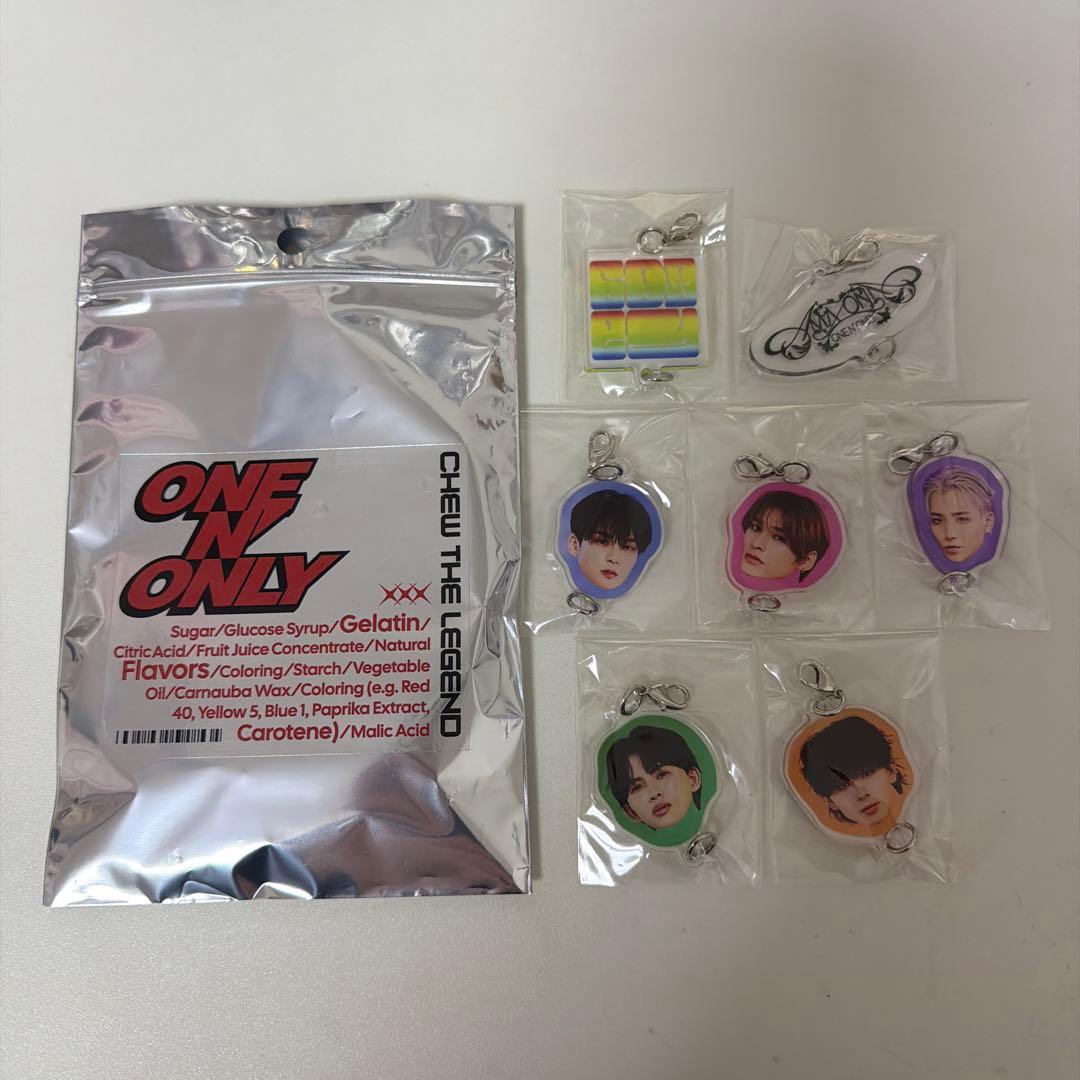 ONE
N'
ONLY
CHEW THE LEGEND
Sugar/Glucose Syrup/Gelatin/
Citric Acid/Fruit Juice Concentrate/Natural
Flavors/Coloring/Starch/Vegetable
Oil/Carnauba Wax/Coloring (e.g. Red
40, Yellow 5, Blue 1, Paprika Extract,
Carotene)/Malic Acid
ONE N' ONLY